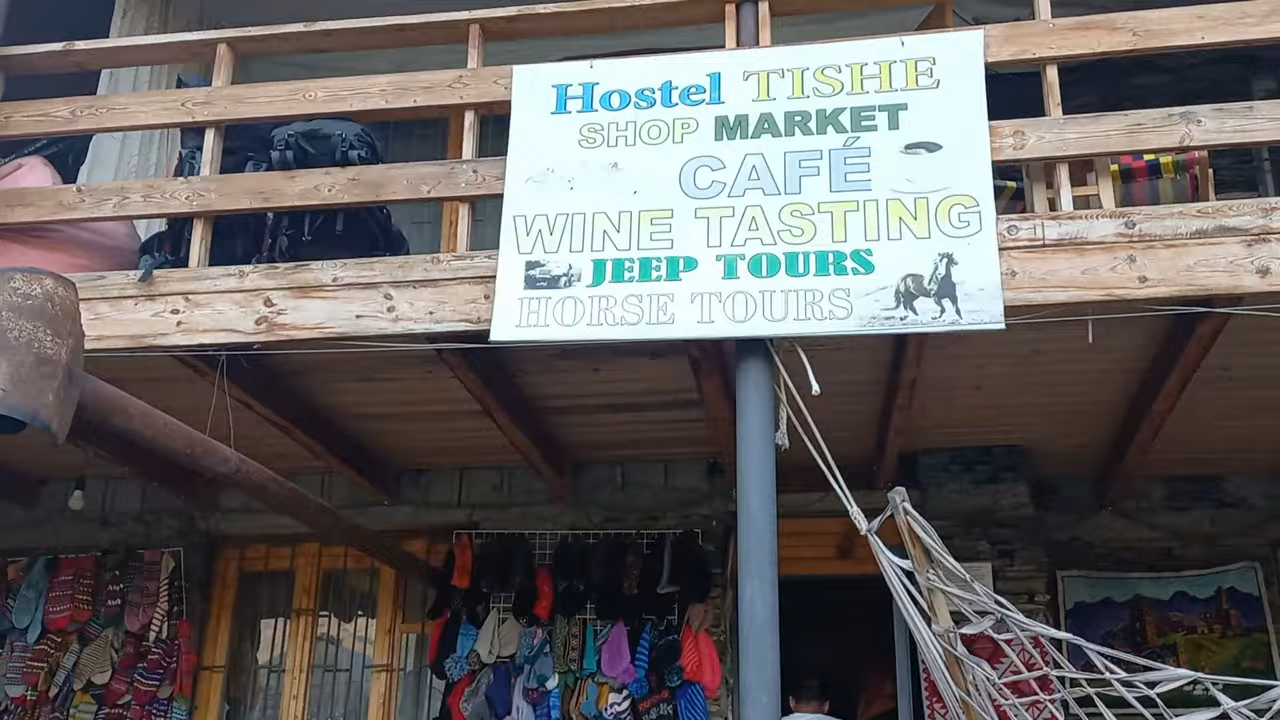 Hostel TISHE
SHOP MARKET
CAFÉ
WINE TASTING
JEEP TOURS
HORSE TOURS